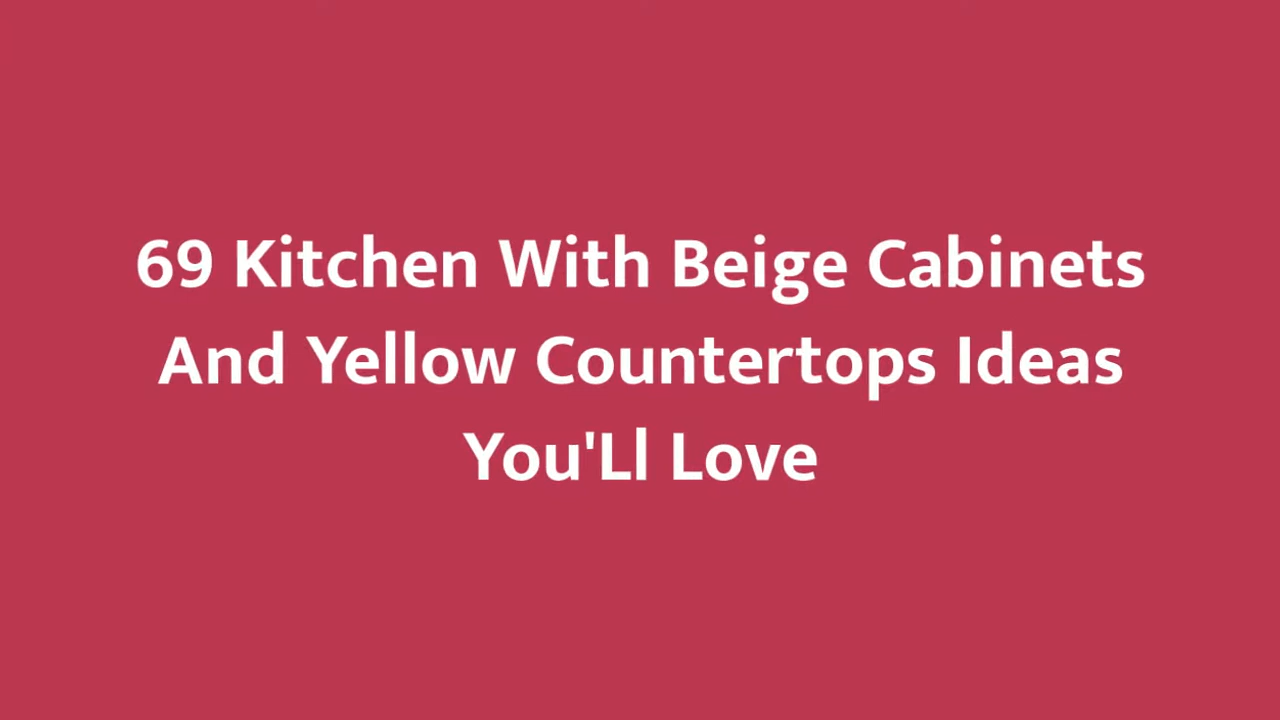 69 Kitchen With Beige Cabinets
And Yellow Countertops Ideas
You'Ll Love